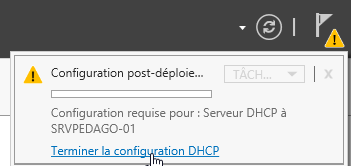 Configuration post-déploie...
TÂCH...
X
Configuration requise pour : Serveur DHCP à
SRVPEDAGO-01
Terminer la configuration DHCP